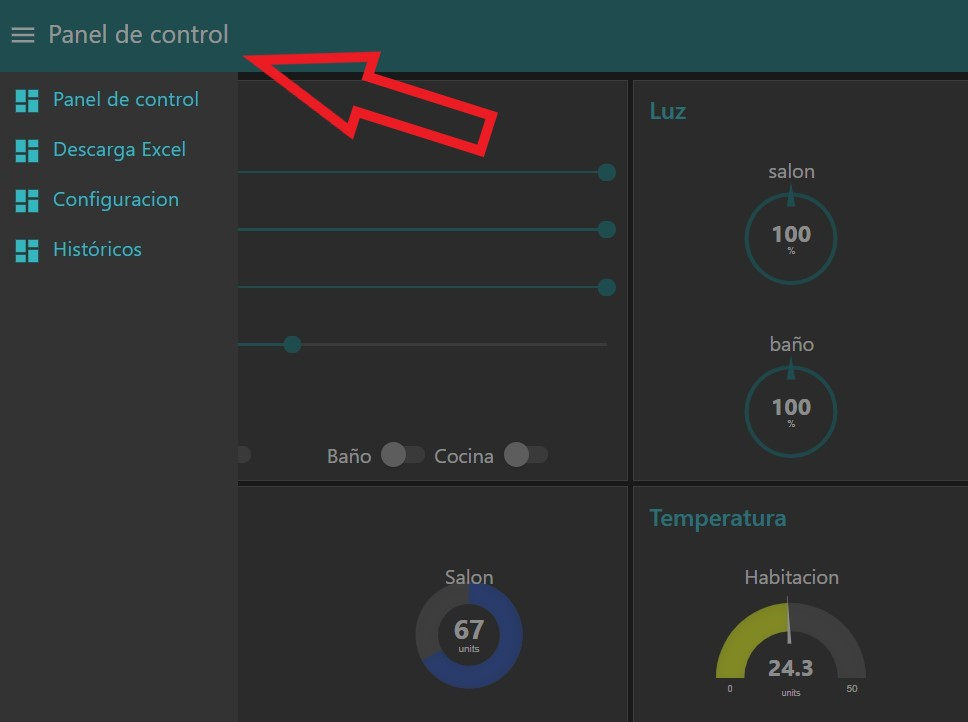 Panel de control
Panel de control
Descarga Excel
Configuracion
Históricos
Luz
salon
100
%
baño
100
%
Baño
Cocina
Salon
67
units
Temperatura
Habitacion
24.3
0
units
50